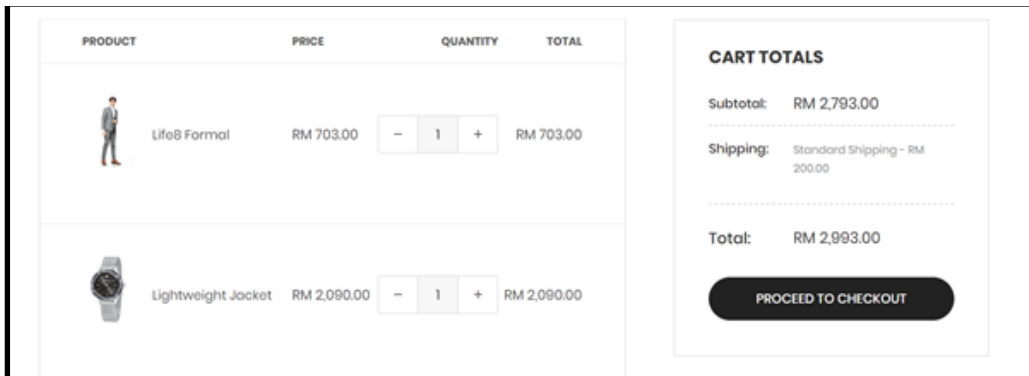 PRODUCT PRICE QUANTITY TOTAL
Life8 Formal RM 703.00 − 1 + RM 703.00
Lightweight Jacket RM 2,090.00 − 1 + RM 2,090.00
CART TOTALS
Subtotal: RM 2,793.00
Shipping: Standard Shipping - RM
200.00
Total: RM 2,993.00
PROCEED TO CHECKOUT